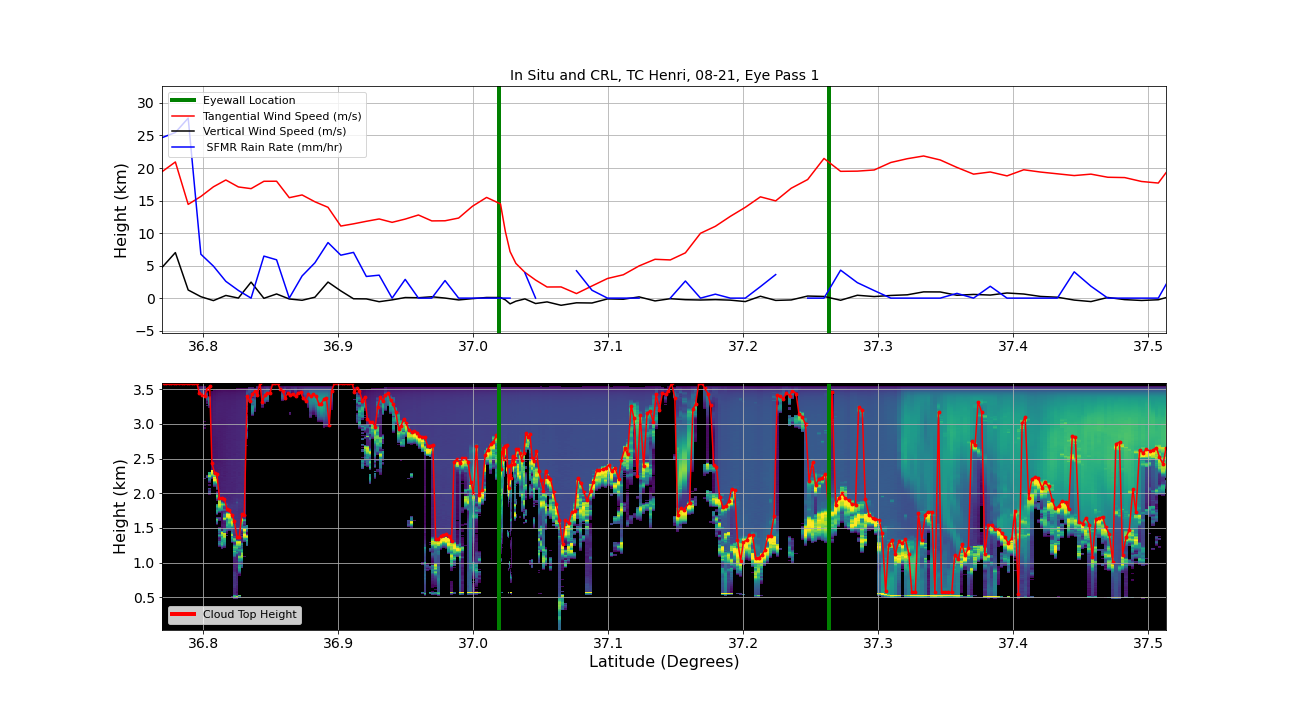 In Situ and CRL, TC Henri, 08-21, Eye Pass 1
Height (km)
30
25
20
15
10
5
0
−5
Eyewall Location
Tangential Wind Speed (m/s)
Vertical Wind Speed (m/s)
SFMR Rain Rate (mm/hr)
36.8 36.9 37.0 37.1 37.2 37.3 37.4 37.5
Height (km)
3.5
3.0
2.5
2.0
1.5
1.0
0.5
Cloud Top Height
36.8 36.9 37.0 37.1 37.2 37.3 37.4 37.5
Latitude (Degrees)